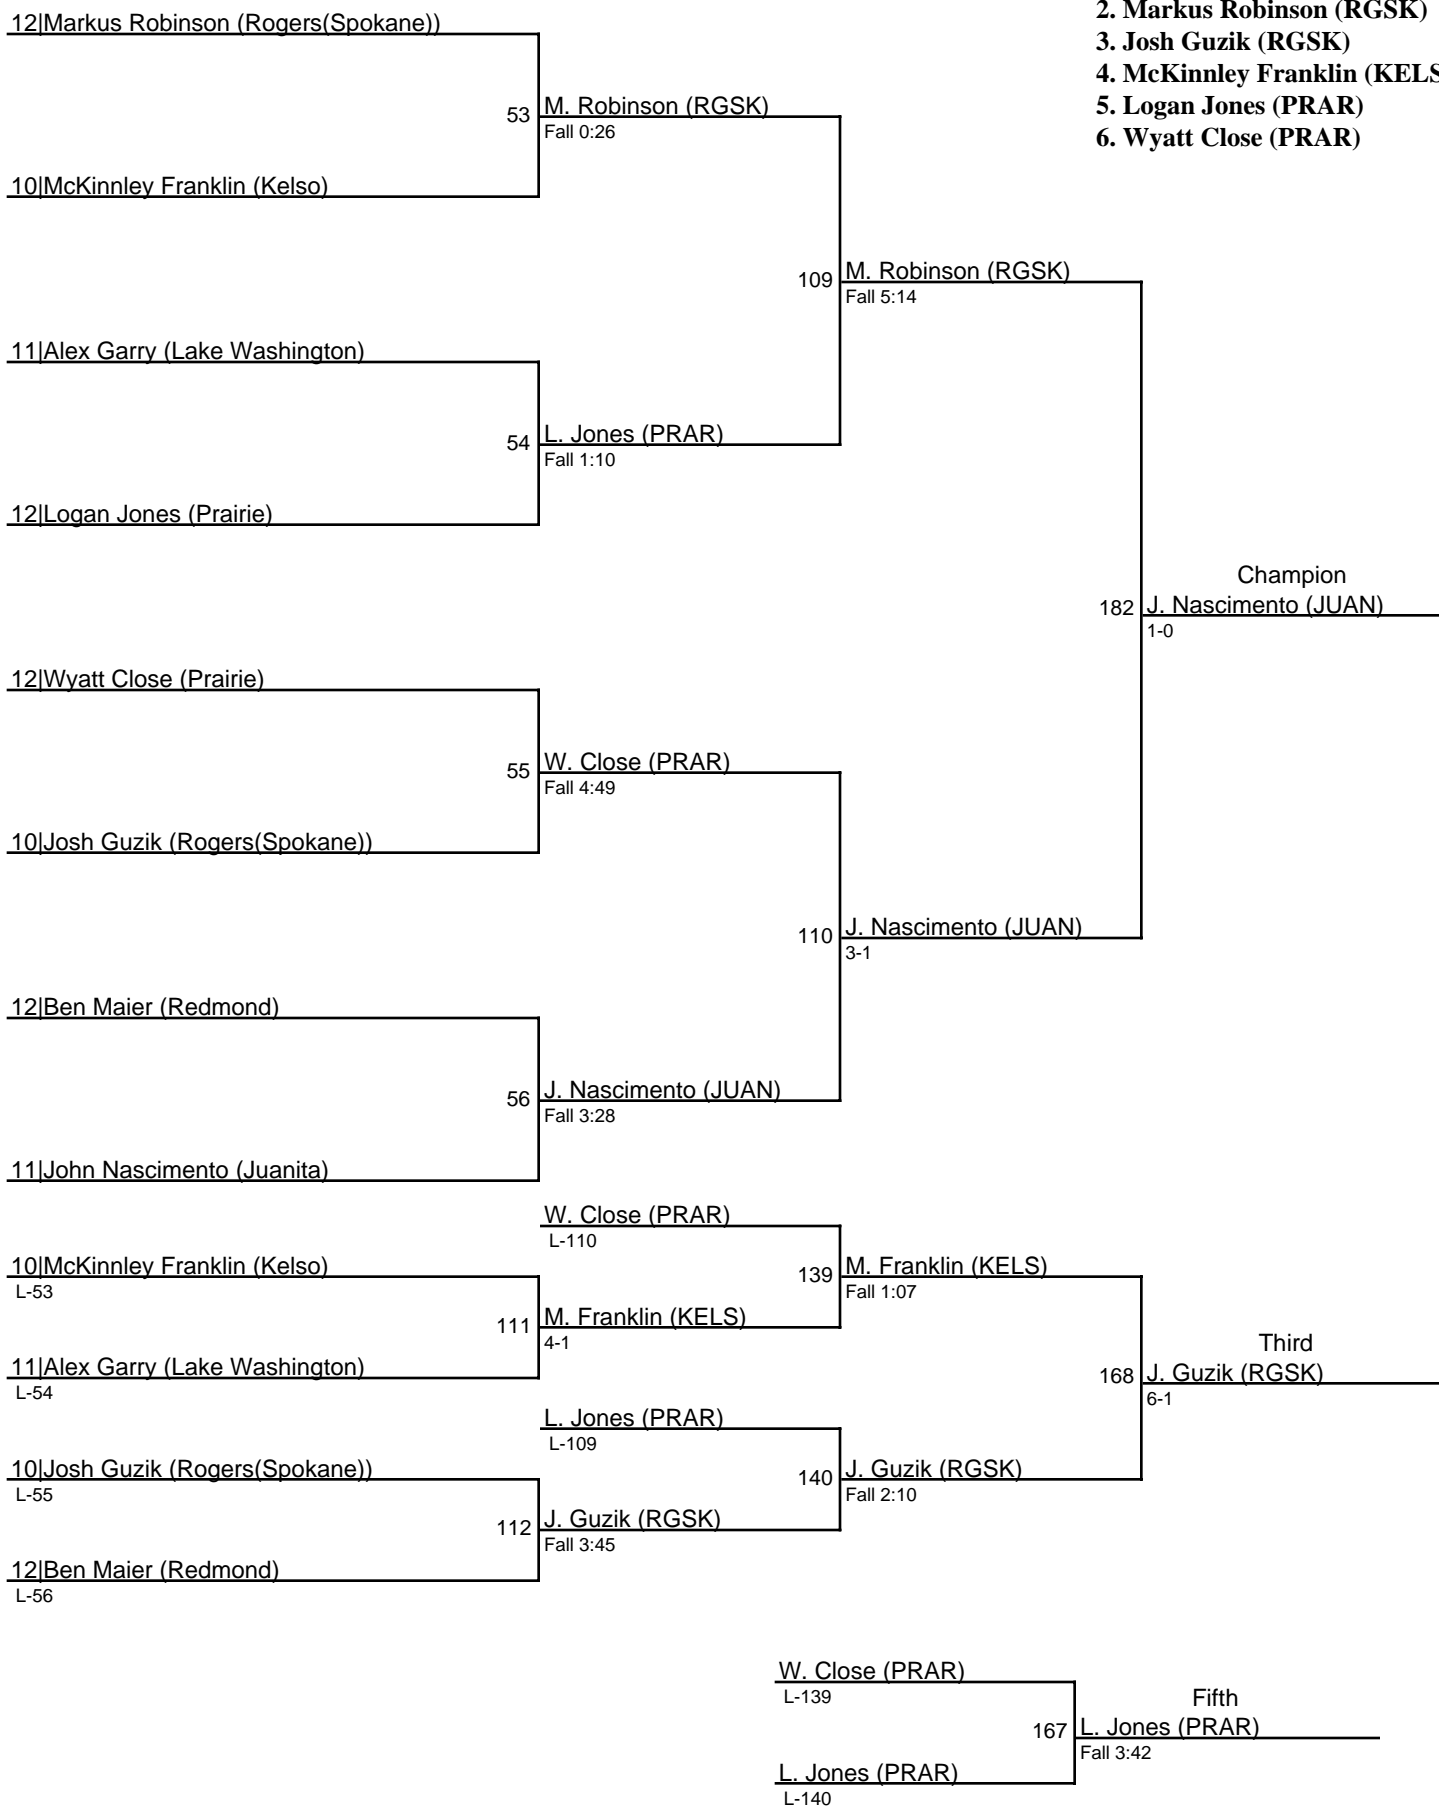 2. Markus Robinson (RGSK)
3. Josh Guzik (RGSK)
4. McKinnley Franklin (KELS
5. Logan Jones (PRAR)
6. Wyatt Close (PRAR)
12|Markus Robinson (Rogers(Spokane))
53 M. Robinson (RGSK)
Fall 0:26
10|McKinnley Franklin (Kelso)
109 M. Robinson (RGSK)
Fall 5:14
11|Alex Garry (Lake Washington)
54 L. Jones (PRAR)
Fall 1:10
12|Logan Jones (Prairie)
Champion
182 J. Nascimento (JUAN)
1-0
12|Wyatt Close (Prairie)
55 W. Close (PRAR)
Fall 4:49
10|Josh Guzik (Rogers(Spokane))
110 J. Nascimento (JUAN)
3-1
12|Ben Maier (Redmond)
56 J. Nascimento (JUAN)
Fall 3:28
11|John Nascimento (Juanita)
W. Close (PRAR)
L-110
10|McKinnley Franklin (Kelso)
L-53
139 M. Franklin (KELS)
Fall 1:07
111 M. Franklin (KELS)
4-1
11|Alex Garry (Lake Washington)
L-54
Third
168 J. Guzik (RGSK)
6-1
L. Jones (PRAR)
L-109
10|Josh Guzik (Rogers(Spokane))
L-55
140 J. Guzik (RGSK)
Fall 2:10
112 J. Guzik (RGSK)
Fall 3:45
12|Ben Maier (Redmond)
L-56
W. Close (PRAR)
L-139
Fifth
167 L. Jones (PRAR)
Fall 3:42
L. Jones (PRAR)
L-140